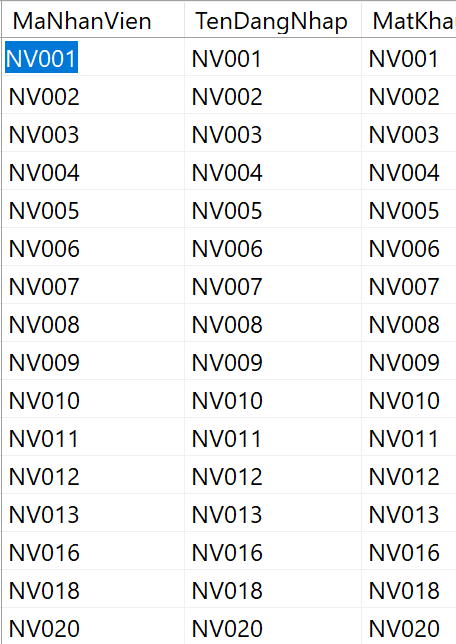 MaNhanVien TenDangNhap MatKhau
NV001 NV001 NV001
NV002 NV002 NV002
NV003 NV003 NV003
NV004 NV004 NV004
NV005 NV005 NV005
NV006 NV006 NV006
NV007 NV007 NV007
NV008 NV008 NV008
NV009 NV009 NV009
NV010 NV010 NV010
NV011 NV011 NV011
NV012 NV012 NV012
NV013 NV013 NV013
NV016 NV016 NV016
NV018 NV018 NV018
NV020 NV020 NV020